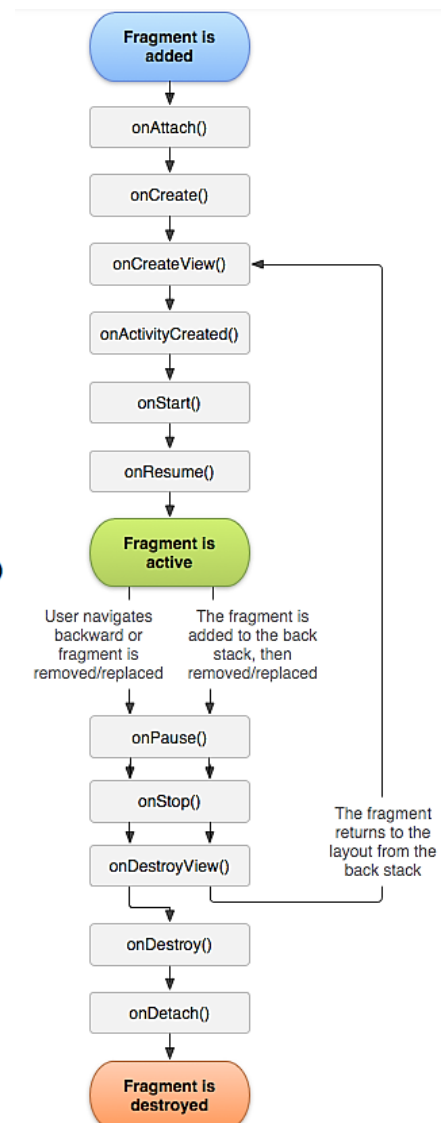 Fragment is
added
onAttach()
onCreate()
onCreateView()
onActivityCreated()
onStart()
onResume()
Fragment is
active
User navigates
backward or
fragment is
removed/replaced
The fragment is
added to the back
stack, then
removed/replaced
onPause()
onStop()
onDestroyView()
The fragment
returns to the
layout from the
back stack
onDestroy()
onDetach()
Fragment is
destroyed